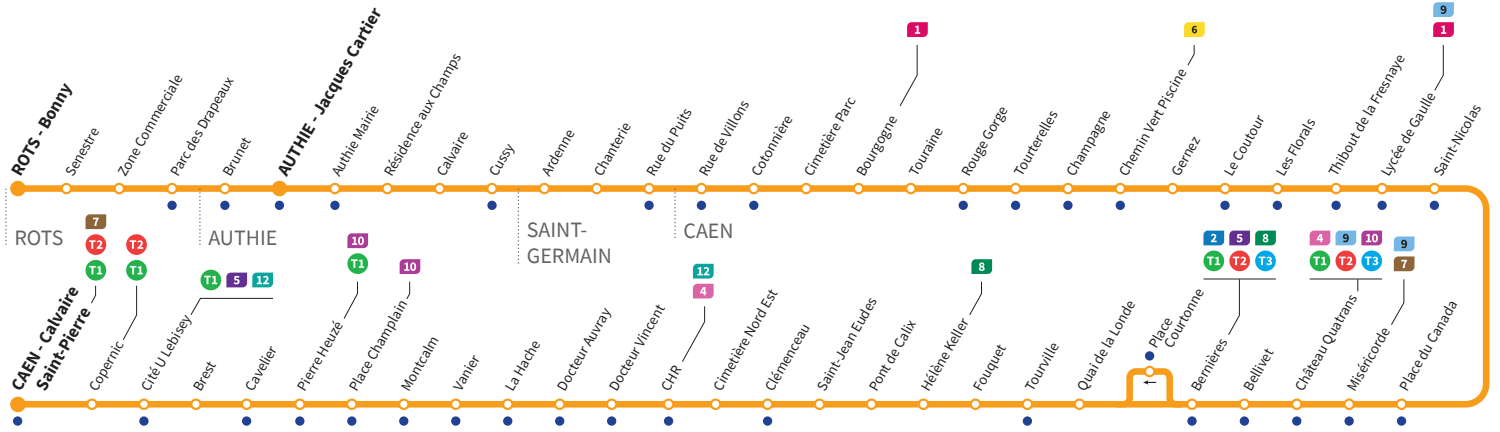 ROTS - Bonny
Senestre
Zone Commerciale
Parc des Drapeaux
Brunet
AUTHIE - Jacques Cartier
Authie Mairie
Résidence aux Champs
Calvaire
Cussy
Ardenne
Chanterie
Rue du Puits
Rue de Villons
Cotonnière
Cimetière Parc
Bourgogne
1
Touraine
Rouge Gorge
Tourterelles
Champagne
Chemin Vert Piscine
6
Gernez
Le Coutour
Les Florals
Thibout de la Fresnaye
Lycée de Gaulle
9
1
Saint-Nicolas
ROTS
AUTHIE
SAINT-
GERMAIN
CAEN
CAEN - Calvaire
Saint-Pierre
7
T2
T1
Copernic
T2
T1
Cité U Lebisey
T1 5 12
Brest
Cavelier
Pierre Heuzé
10
T1
Place Champlain
10
Montcalm
Vanier
La Hache
Docteur Auvray
Docteur Vincent
CHR
12
4
Cimetière Nord Est
Clémenceau
Saint-Jean Eudes
Pont de Calix
Hélène Keller
8
Fouquet
Tourville
Quai de la Londe
Place
Courtonne
Bernières
2 5 8
T1 T2 T3
Bellivet
Château Quatrans
4 9 10
T1 T2 T3
Miséricorde
9
7
Place du Canada